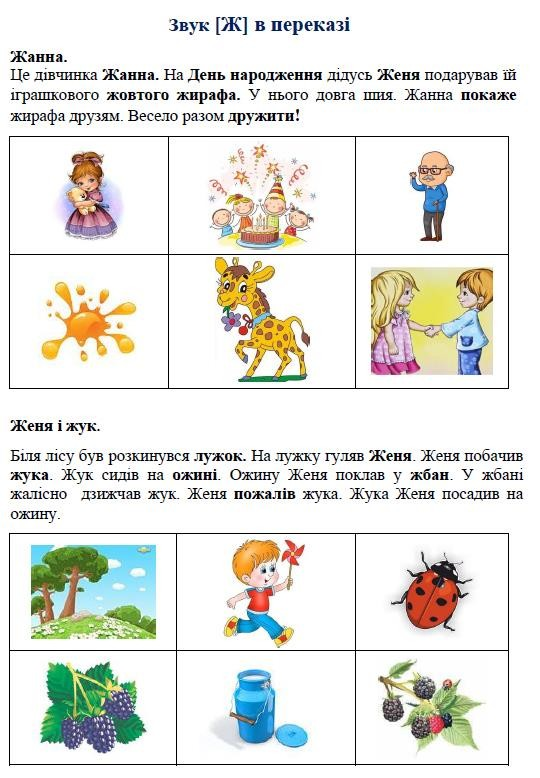 Звук [Ж] в переказі
Жанна.
Це дівчинка Жанна. На День народження дідусь Женя подарував їй
іграшкового жовтого жирафа. У нього довга шия. Жанна покаже
жирафа друзям. Весело разом дружити!
Женя і жук.
Біля лісу був розкинувся лужок. На лужку гуляв Женя. Женя побачив
жука. Жук сидів на ожині. Ожину Женя поклав у жбан. У жбані
жалісно дзижчав жук. Женя пожалів жука. Жука Женя посадив на
ожину.